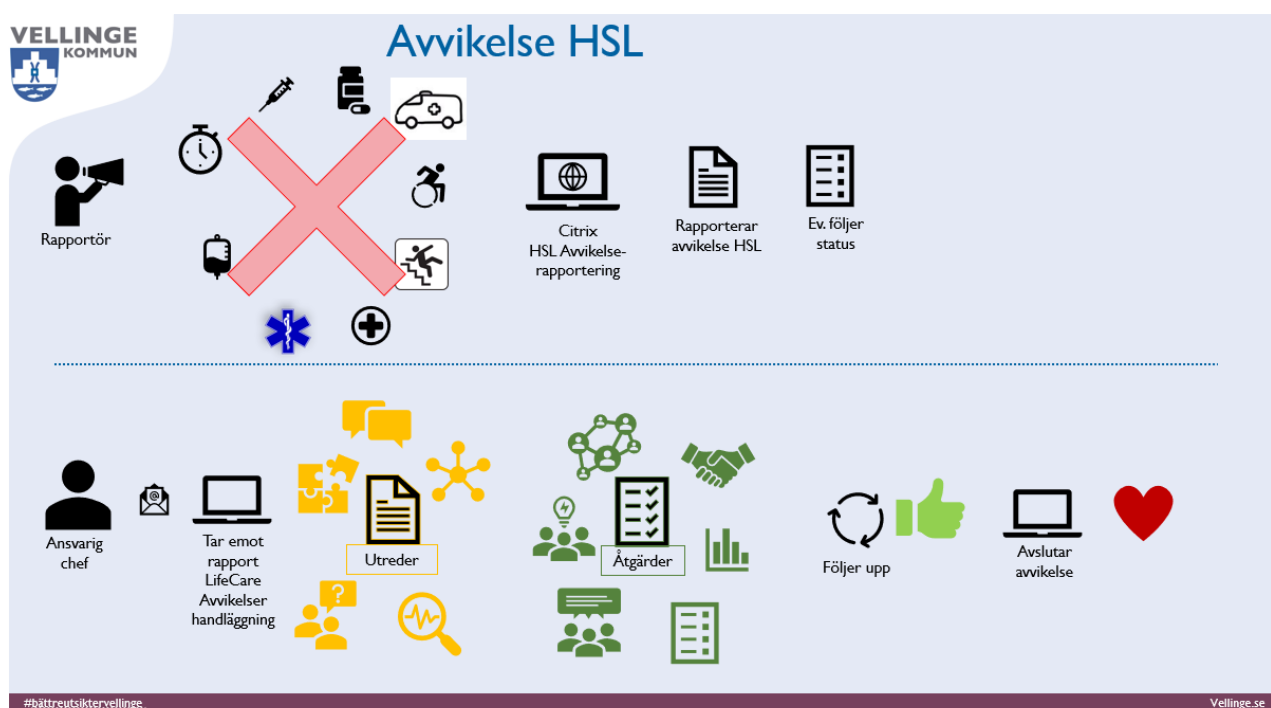 VELLINGE
KOMMUN
Avvikelse HSL
Rapportör
Citrix
HSL Avvikelse-
rapportering
Rapporterar
avvikelse HSL
Ev. följer
status
Ansvarig
chef
@
Tar emot
rapport
LifeCare
Avvikelser
handläggning
Utreder
?
Åtgärder
Följer upp
Avslutar
avvikelse
#bättreutsiktervellinge
Vellinge.se